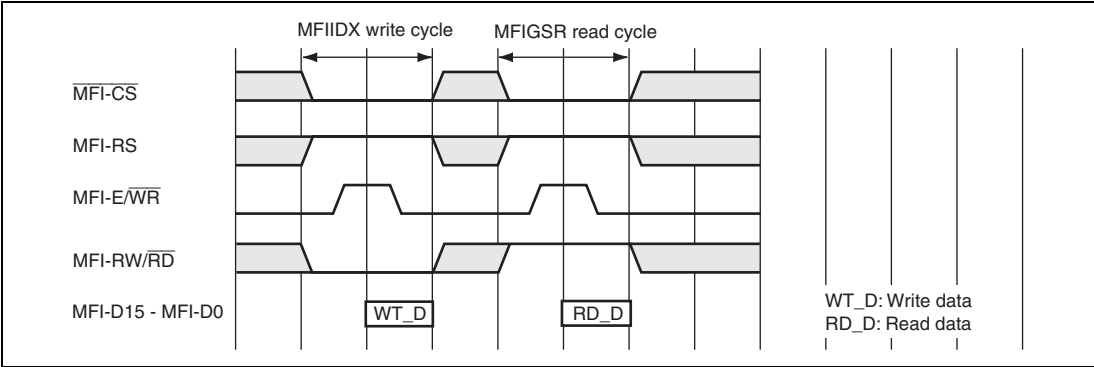 MFIIDX write cycle MFIGSR read cycle
MFI-CS
MFI-RS
MFI-E/WR
MFI-RW/RD
MFI-D15 - MFI-D0 WT_D RD_D
WT_D: Write data
RD_D: Read data